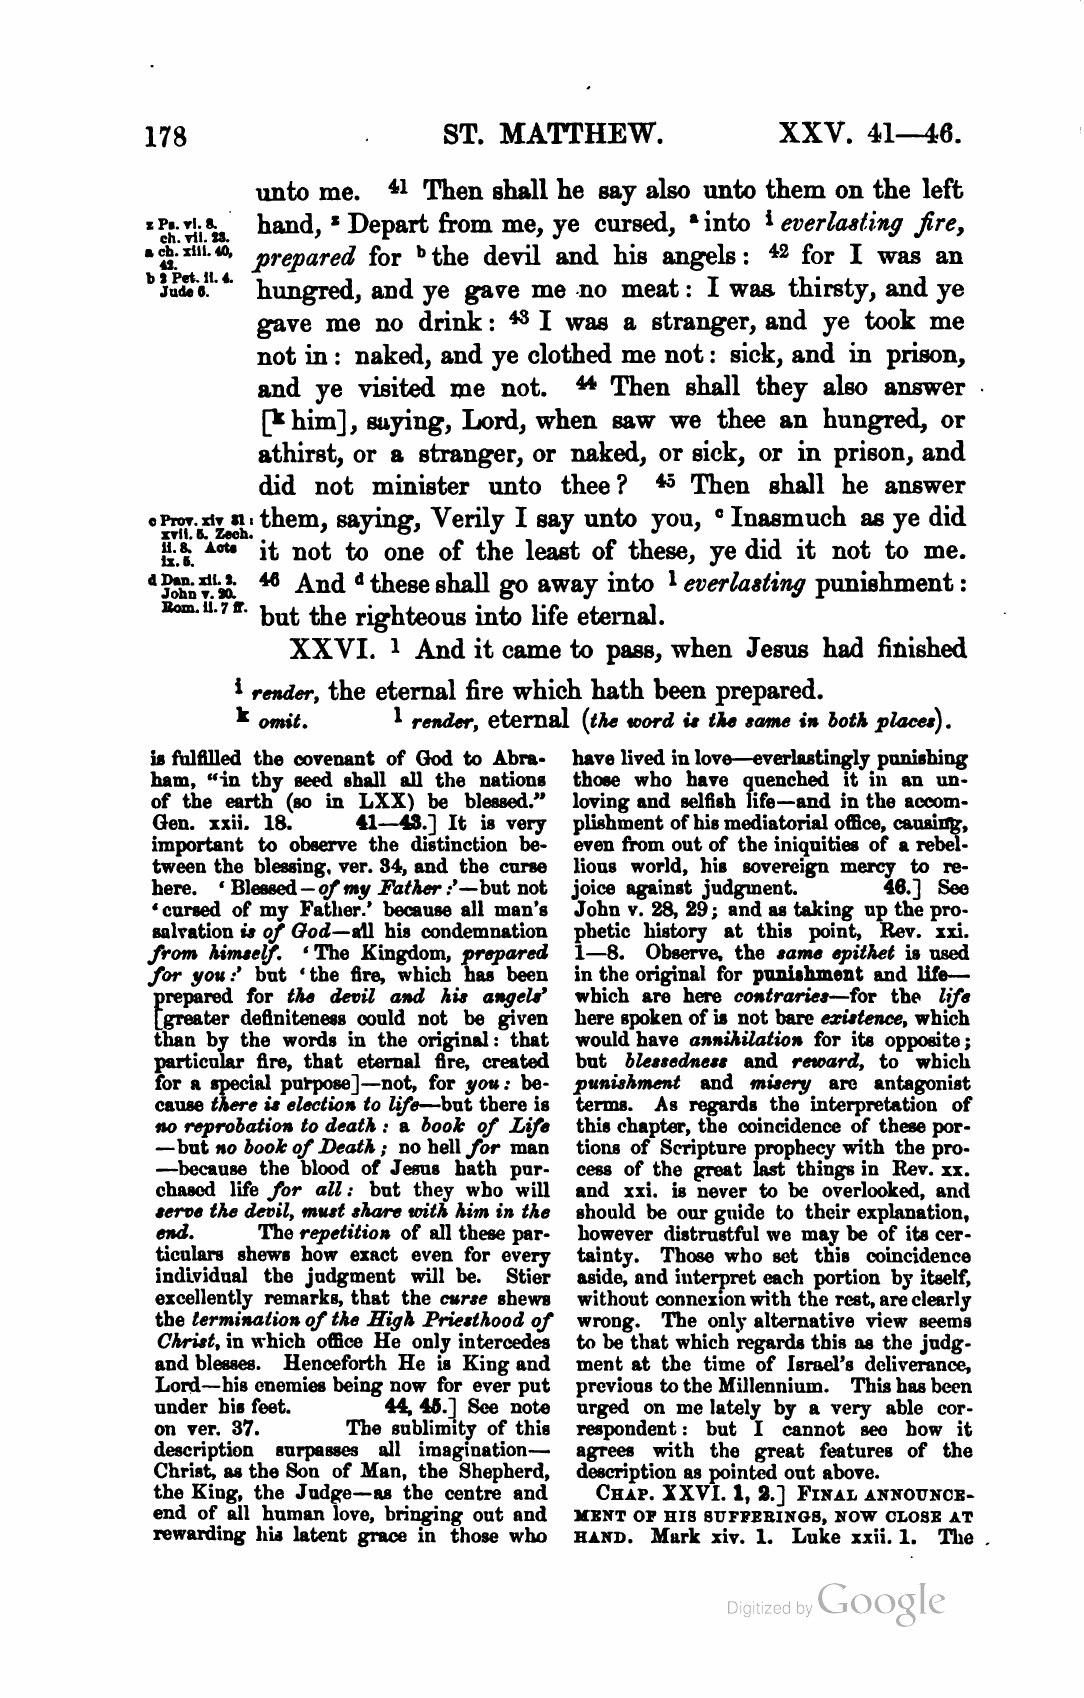 178 ST. MATTHEW. XXV. 41—46.
unto me. 41 Then shall he say also unto them on the left
z Ps. vi. 8.
ch. vii. 23.
a ch. xiii. 40,
42.
b 2 Pet. ii. 4.
Jude 6.
hand, z Depart from me, ye cursed, a into i everlasting fire,
prepared for b the devil and his angels: 42 for I was an
hungred, and ye gave me no meat: I was thirsty, and ye
gave me no drink: 43 I was a stranger, and ye took me
not in: naked, and ye clothed me not: sick, and in prison,
and ye visited me not. 44 Then shall they also answer
[k him], saying, Lord, when saw we thee an hungred, or
athirst, or a stranger, or naked, or sick, or in prison, and
did not minister unto thee? 45 Then shall he answer
c Prov. xiv 31;
xvii. 5. Zech.
ii. 8. Acts
ix. 5.
them, saying, Verily I say unto you, c Inasmuch as ye did
it not to one of the least of these, ye did it not to me.
d Dan. xii. 2.
John v. 29.
Rom. ii. 7 ff.
46 And d these shall go away into l everlasting punishment:
but the righteous into life eternal.
XXVI. 1 And it came to pass, when Jesus had finished
i render, the eternal fire which hath been prepared.
k omit. l render, eternal (the word is the same in both places).
is fulfilled the covenant of God to Abra-
ham, “in thy seed shall all the nations
of the earth (so in LXX) be blessed.”
Gen. xxii. 18. 41—43.] It is very
important to observe the distinction be-
tween the blessing, ver. 34, and the curse
here. ‘Blessed—of my Father:’—but not
‘cursed of my Father.’ because all man’s
salvation is of God—all his condemnation
from himself. ‘The Kingdom, prepared
for you:’ but ‘the fire, which has been
prepared for the devil and his angels’
[greater definiteness could not be given
than by the words in the original: that
particular fire, that eternal fire, created
for a special purpose]—not, for you: be-
cause there is election to life—but there is
no reprobation to death: a book of Life
—but no book of Death; no hell for man
—because the blood of Jesus hath pur-
chased life for all: but they who will
serve the devil, must share with him in the
end. The repetition of all these par-
ticulars shews how exact even for every
individual the judgment will be. Stier
excellently remarks, that the curse shews
the termination of the High Priesthood of
Christ, in which office He only intercedes
and blesses. Henceforth He is King and
Lord—his enemies being now for ever put
under his feet. 44, 45.] See note
on ver. 37. The sublimity of this
description surpasses all imagination—
Christ, as the Son of Man, the Shepherd,
the King, the Judge—as the centre and
end of all human love, bringing out and
rewarding his latent grace in those who
have lived in love—everlastingly punishing
those who have quenched it in an un-
loving and selfish life—and in the accom-
plishment of his mediatorial office, causing,
even from out of the iniquities of a rebel-
lious world, his sovereign mercy to re-
joice against judgment. 46.] See
John v. 28, 29; and as taking up the pro-
phetic history at this point, Rev. xxi.
1—8. Observe, the same epithet is used
in the original for punishment and life—
which are here contraries—for the life
here spoken of is not bare existence, which
would have annihilation for its opposite;
but blessedness and reward, to which
punishment and misery are antagonist
terms. As regards the interpretation of
this chapter, the coincidence of these por-
tions of Scripture prophecy with the pro-
cess of the great last things in Rev. xx.
and xxi. is never to be overlooked, and
should be our guide to their explanation,
however distrustful we may be of its cer-
tainty. Those who set this coincidence
aside, and interpret each portion by itself,
without connexion with the rest, are clearly
wrong. The only alternative view seems
to be that which regards this as the judg-
ment at the time of Israel’s deliverance,
previous to the Millennium. This has been
urged on me lately by a very able cor-
respondent: but I cannot see how it
agrees with the great features of the
description as pointed out above.
CHAP. XXVI. 1, 2.] FINAL ANNOUNCE-
MENT OF HIS SUFFERINGS, NOW CLOSE AT
HAND. Mark xiv. 1. Luke xxii. 1. The
Digitized by Google